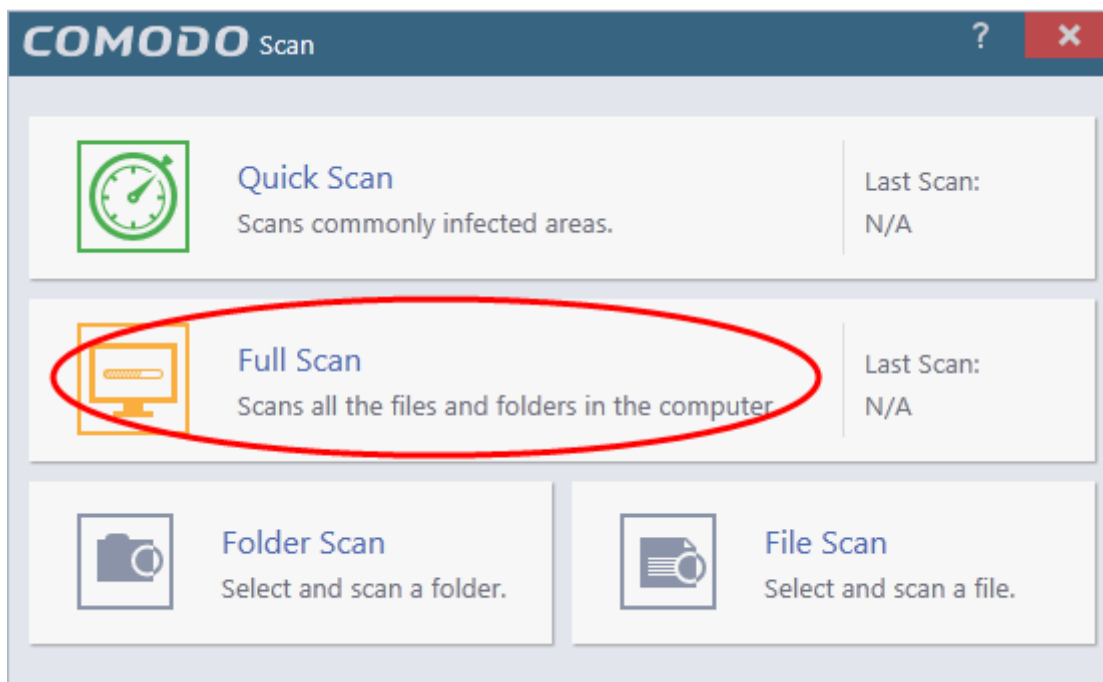 COMODO Scan ?
Quick Scan
Scans commonly infected areas.
Last Scan:
N/A
Full Scan
Scans all the files and folders in the computer
Last Scan:
N/A
Folder Scan
Select and scan a folder.
File Scan
Select and scan a file.